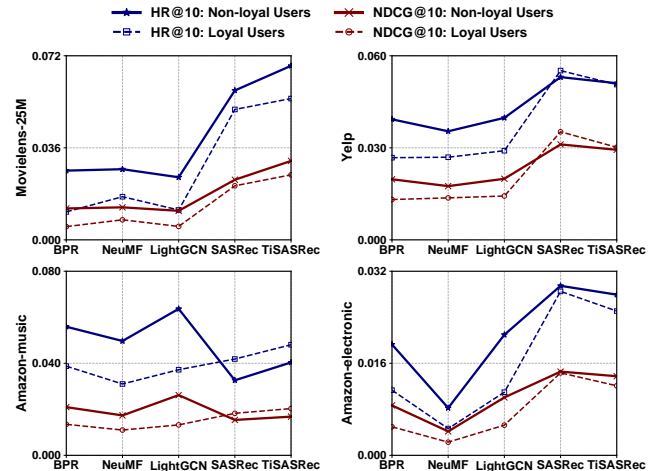 HR@10: Non-loyal Users NDCG@10: Non-loyal Users
HR@10: Loyal Users NDCG@10: Loyal Users
Movielens-25M
0.072
0.036
0.000
BPR NeuMF LightGCN SASRec TiSASRec
Yelp
0.060
0.030
0.000
BPR NeuMF LightGCN SASRec TiSASRec
Amazon-music
0.080
0.040
0.000
BPR NeuMF LightGCN SASRec TiSASRec
Amazon-electronic
0.032
0.016
0.000
BPR NeuMF LightGCN SASRec TiSASRec